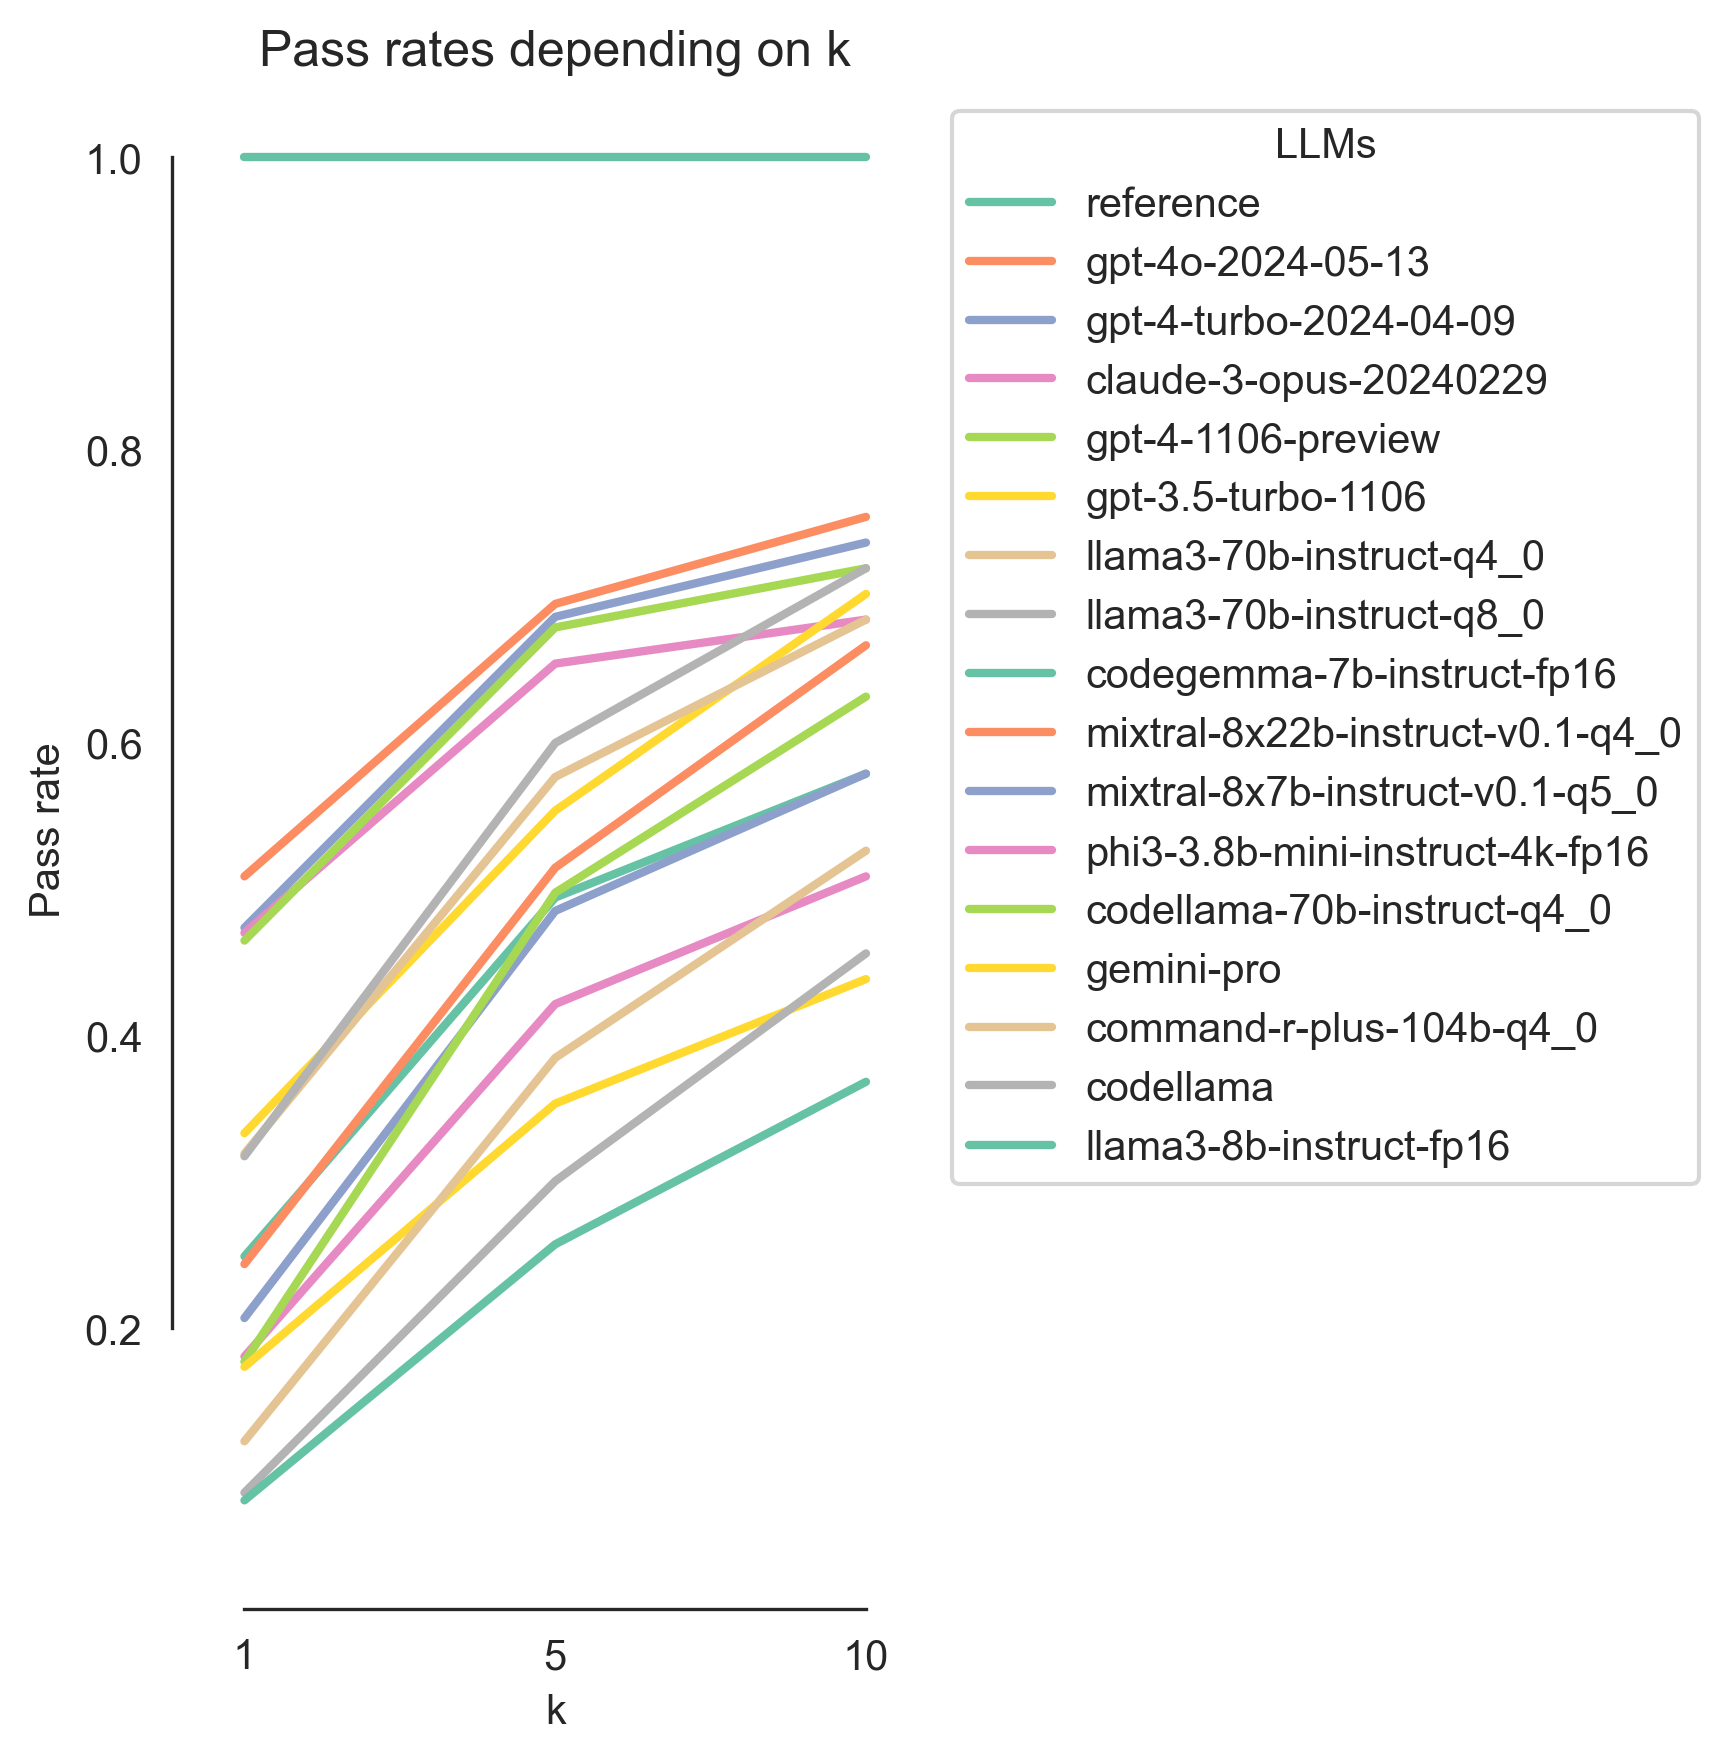 Pass rates depending on k
1.0
0.8
0.6
0.4
0.2
Pass rate
1 5 10
k
LLMs
reference
gpt-4o-2024-05-13
gpt-4-turbo-2024-04-09
claude-3-opus-20240229
gpt-4-1106-preview
gpt-3.5-turbo-1106
llama3-70b-instruct-q4_0
llama3-70b-instruct-q8_0
codegemma-7b-instruct-fp16
mixtral-8x22b-instruct-v0.1-q4_0
mixtral-8x7b-instruct-v0.1-q5_0
phi3-3.8b-mini-instruct-4k-fp16
codellama-70b-instruct-q4_0
gemini-pro
command-r-plus-104b-q4_0
codellama
llama3-8b-instruct-fp16